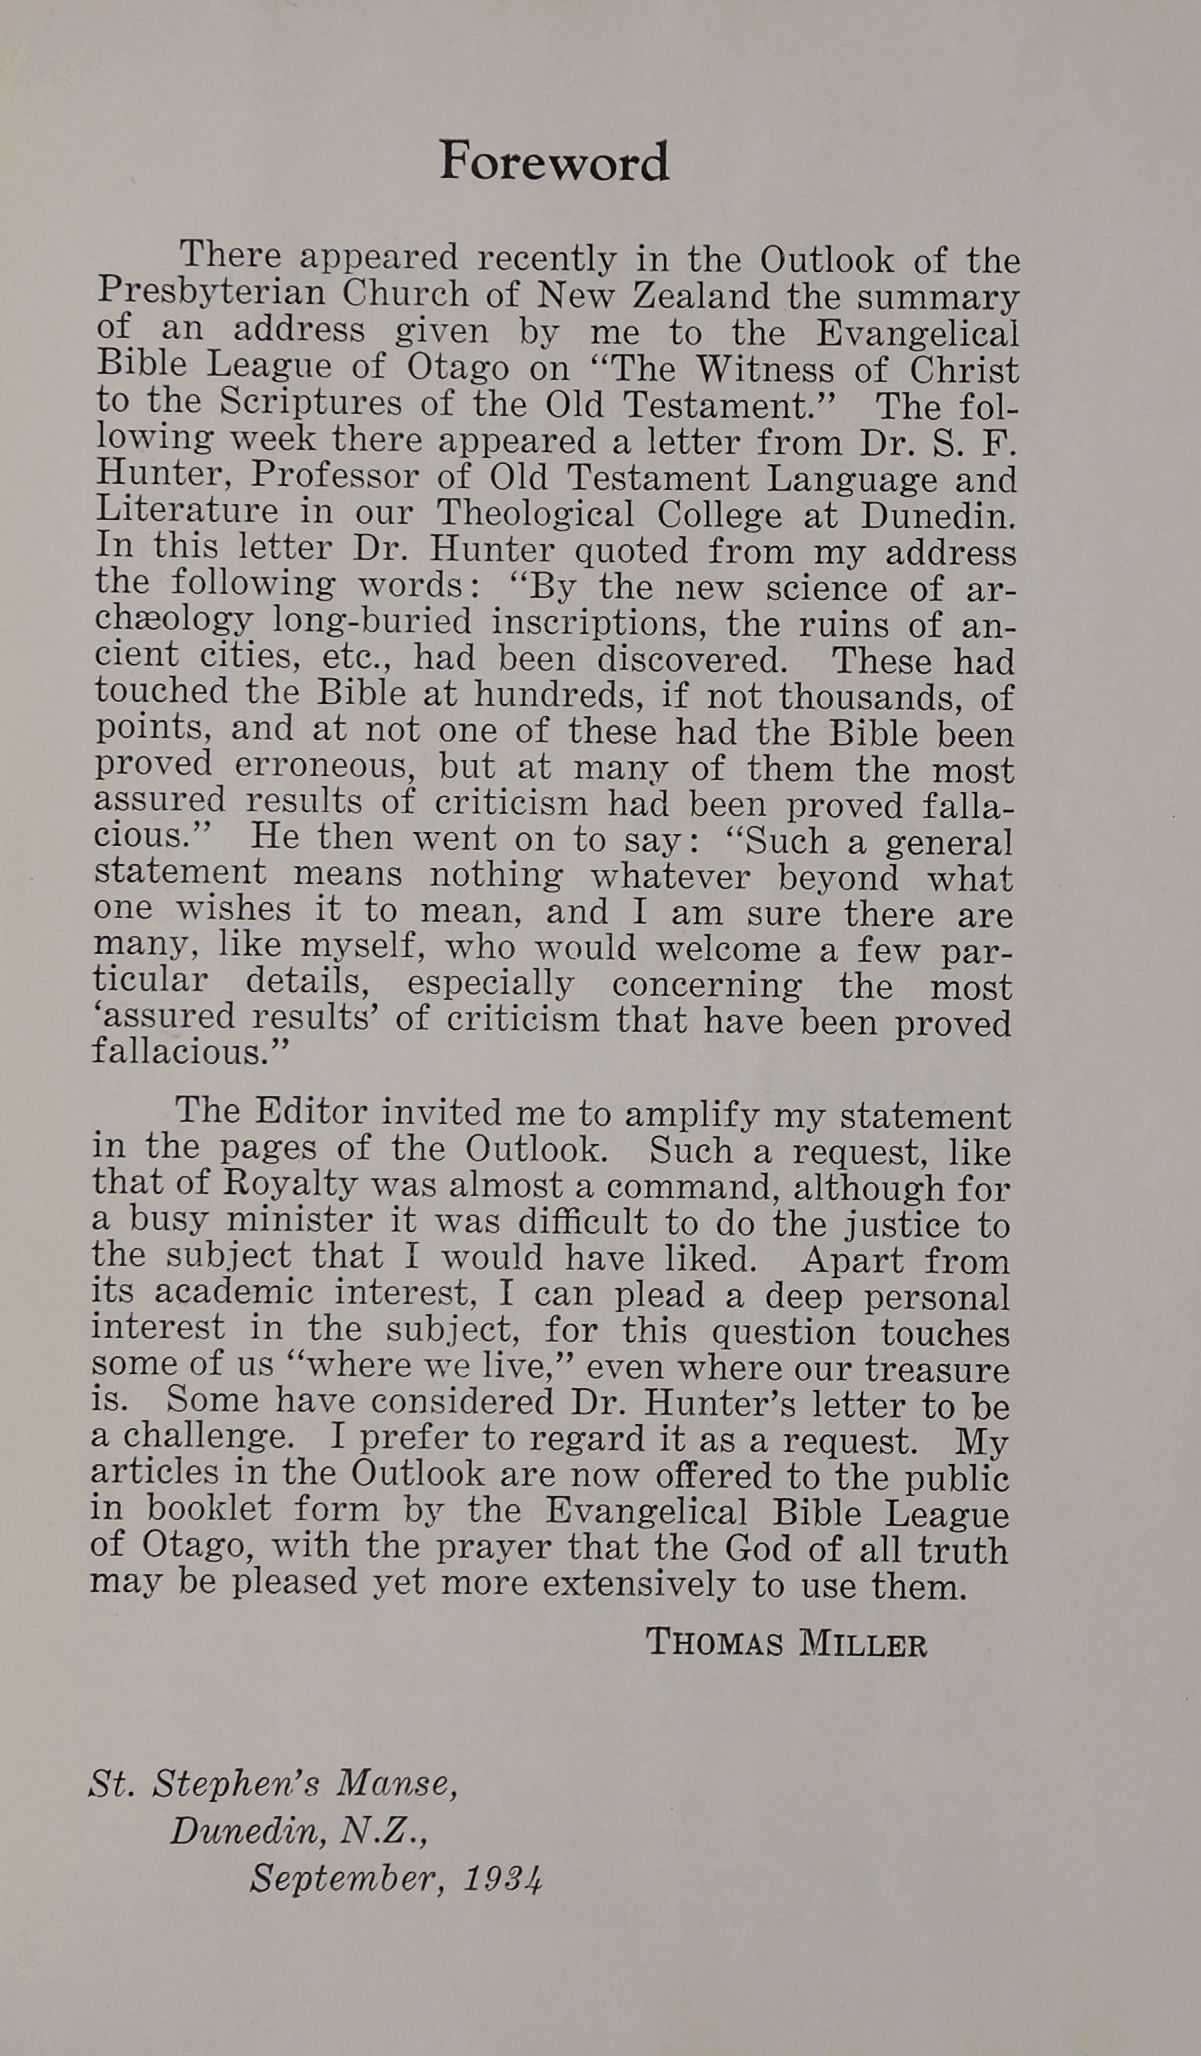 Foreword
There appeared recently in the Outlook of the
Presbyterian Church of New Zealand the summary
of an address given by me to the Evangelical
Bible League of Otago on “The Witness of Christ
to the Scriptures of the Old Testament.” The fol-
lowing week there appeared a letter from Dr. S. F.
Hunter, Professor of Old Testament Language and
Literature in our Theological College at Dunedin.
In this letter Dr. Hunter quoted from my address
the following words: “By the new science of ar-
chæology long-buried inscriptions, the ruins of an-
cient cities, etc., had been discovered. These had
touched the Bible at hundreds, if not thousands, of
points, and at not one of these had the Bible been
proved erroneous, but at many of them the most
assured results of criticism had been proved falla-
cious.” He then went on to say: “Such a general
statement means nothing whatever beyond what
one wishes it to mean, and I am sure there are
many, like myself, who would welcome a few par-
ticular details, especially concerning the most
‘assured results’ of criticism that have been proved
fallacious.”
The Editor invited me to amplify my statement
in the pages of the Outlook. Such a request, like
that of Royalty was almost a command, although for
a busy minister it was difficult to do the justice to
the subject that I would have liked. Apart from
its academic interest, I can plead a deep personal
interest in the subject, for this question touches
some of us “where we live,” even where our treasure
is. Some have considered Dr. Hunter’s letter to be
a challenge. I prefer to regard it as a request. My
articles in the Outlook are now offered to the public
in booklet form by the Evangelical Bible League
of Otago, with the prayer that the God of all truth
may be pleased yet more extensively to use them.
THOMAS MILLER
St. Stephen’s Manse,
Dunedin, N.Z.,
September, 1934